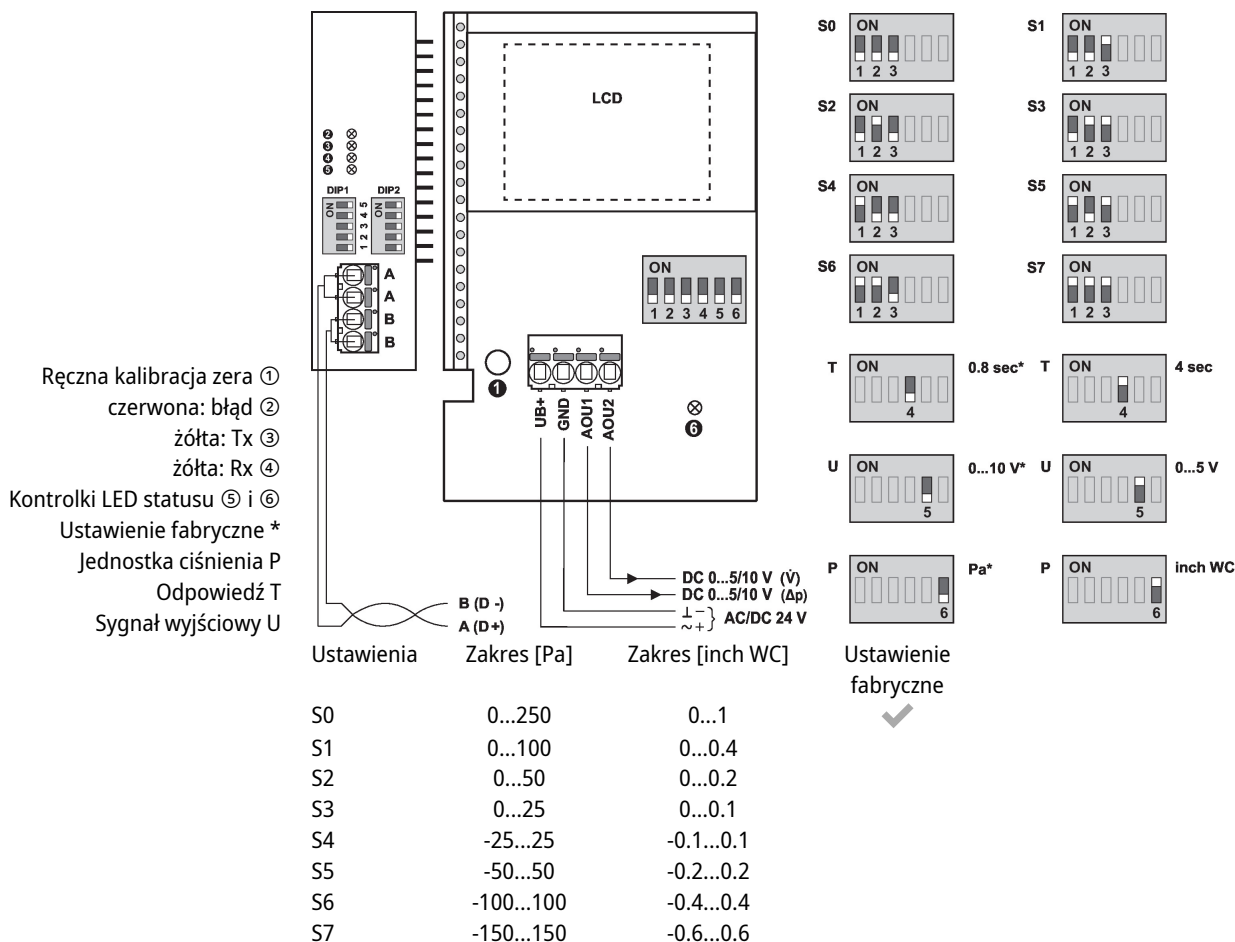 S0 ON 1 2 3
S1 ON 1 2 3
S2 ON 1 2 3
S3 ON 1 2 3
S4 ON 1 2 3
S5 ON 1 2 3
S6 ON 1 2 3
S7 ON 1 2 3
T ON 4 0.8 sec*
T ON 4 4 sec
U ON 5 0...10 V*
U ON 5 0...5 V
P ON 6 Pa*
P ON 6 inch WC
LCD
❷
❸
❹
❺
DIP1 DIP2
ON 1 2 3 4 5 ON
A
A
B
B
ON
1 2 3 4 5 6
❶
UB+
GND
AOU1
AOU2
❻
DC 0...5/10 V (V̇)
DC 0...5/10 V (Δp)
⊥ −
~ + } AC/DC 24 V
B (D -)
A (D+)
Ręczna kalibracja zera ①
czerwona: błąd ②
żółta: Tx ③
żółta: Rx ④
Kontrolki LED statusu ⑤ i ⑥
Ustawienie fabryczne *
Jednostka ciśnienia P
Odpowiedź T
Sygnał wyjściowy U
Ustawienia Zakres [Pa] Zakres [inch WC] Ustawienie
fabryczne
S0 0...250 0...1 ✓
S1 0...100 0...0.4
S2 0...50 0...0.2
S3 0...25 0...0.1
S4 -25...25 -0.1...0.1
S5 -50...50 -0.2...0.2
S6 -100...100 -0.4...0.4
S7 -150...150 -0.6...0.6